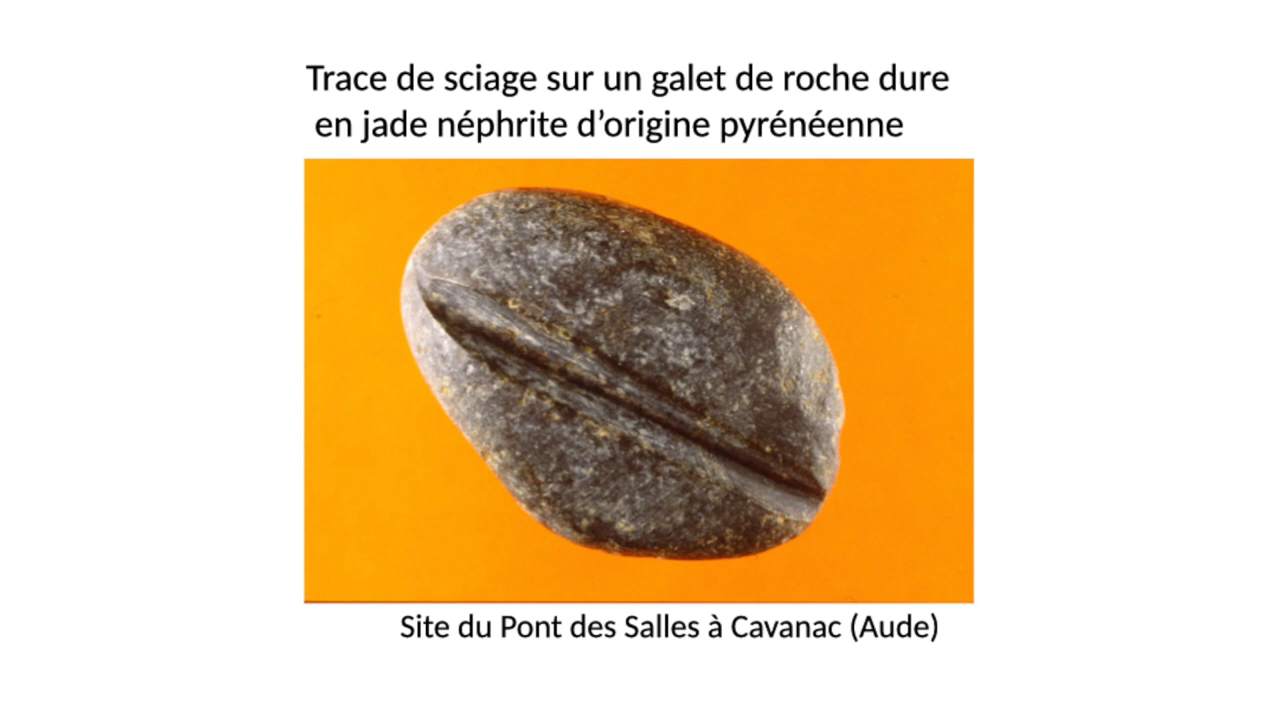 Trace de sciage sur un galet de roche dure
en jade néphrite d’origine pyrénéenne
Site du Pont des Salles à Cavanac (Aude)